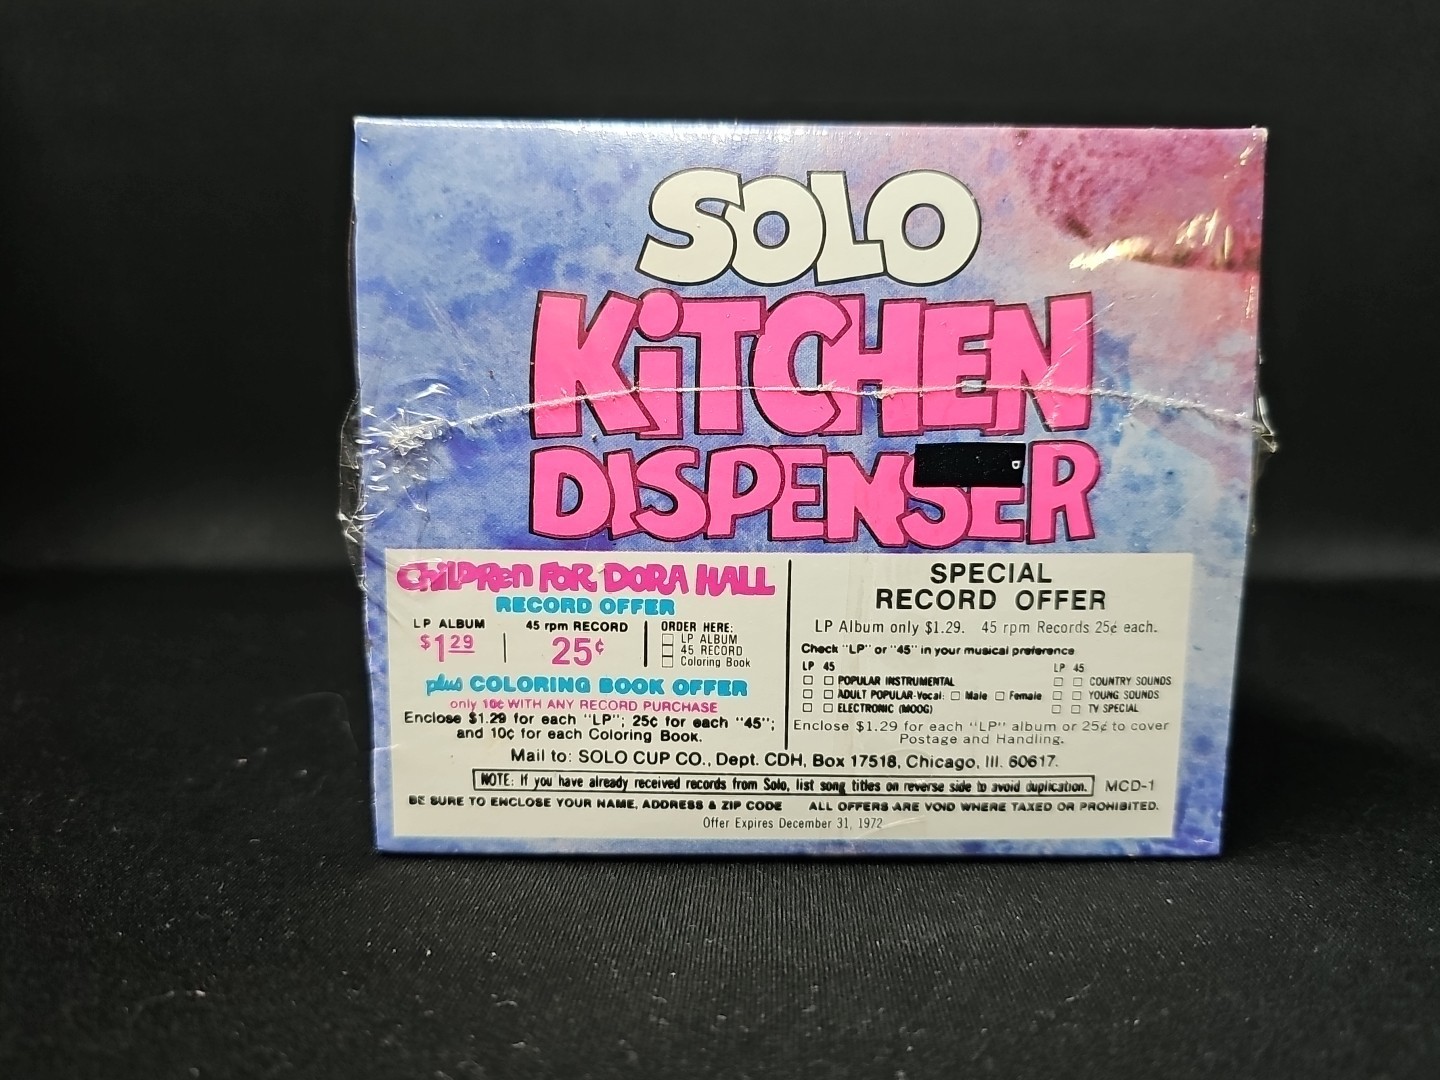 SOLO
KiTCHEN
DISPENSER
CHiLDREN FOR DORA HALL
RECORD OFFER
LP ALBUM
$1.29
45 rpm RECORD
25¢
ORDER HERE:
☐ LP ALBUM
☐ 45 RECORD
☐ Coloring Book
plus COLORING BOOK OFFER
only 10¢ WITH ANY RECORD PURCHASE
Enclose $1.29 for each "LP"; 25¢ for each "45";
and 10¢ for each Coloring Book.
SPECIAL
RECORD OFFER
LP Album only $1.29. 45 rpm Records 25¢ each.
Check "LP" or "45" in your musical preference
LP 45
☐ ☐ POPULAR INSTRUMENTAL
☐ ☐ ADULT POPULAR-Vocal: ☐ Male ☐ Female
☐ ☐ ELECTRONIC (MOOG)
LP 45
☐ ☐ COUNTRY SOUNDS
☐ ☐ YOUNG SOUNDS
☐ ☐ TV SPECIAL
Enclose $1.29 for each "LP" album or 25¢ to cover
Postage and Handling.
Mail to: SOLO CUP CO., Dept. CDH, Box 17518, Chicago, Ill. 60617.
NOTE: If you have already received records from Solo, list song titles on reverse side to avoid duplication. MCD-1
BE SURE TO ENCLOSE YOUR NAME, ADDRESS & ZIP CODE ALL OFFERS ARE VOID WHERE TAXED OR PROHIBITED.
Offer Expires December 31, 1972